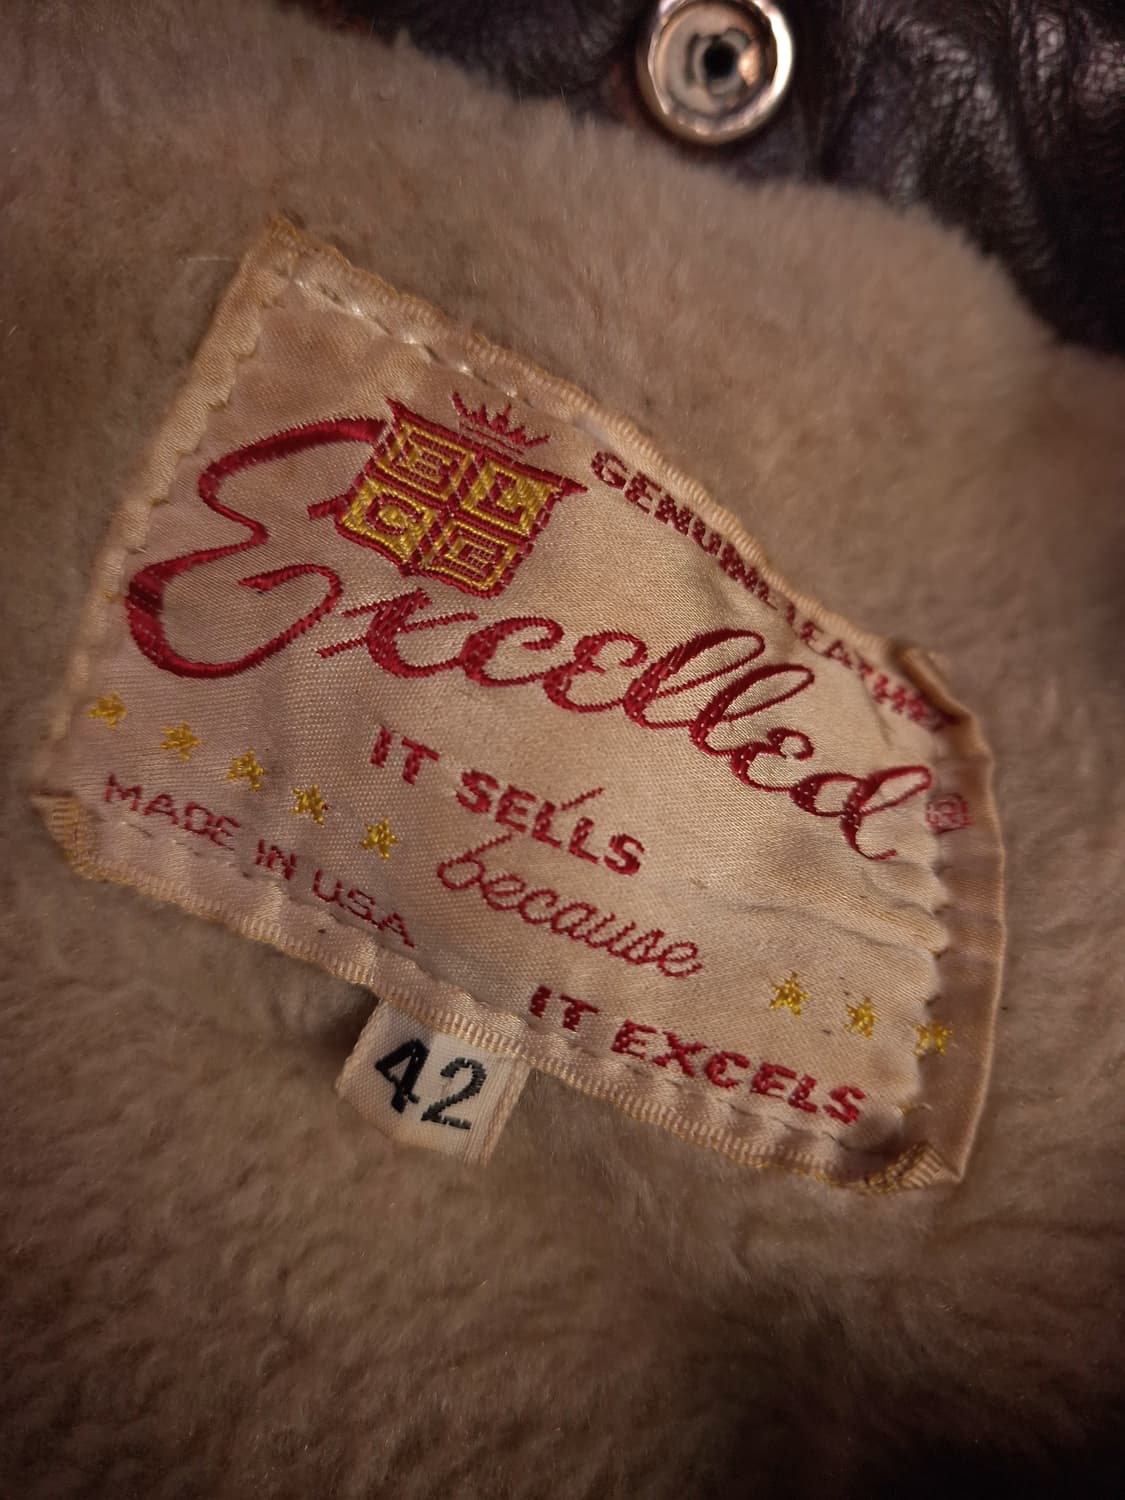 E L
C C
GENUINE LEATHER
Excelled®
IT SELLS
because
IT EXCELS
MADE IN USA
42